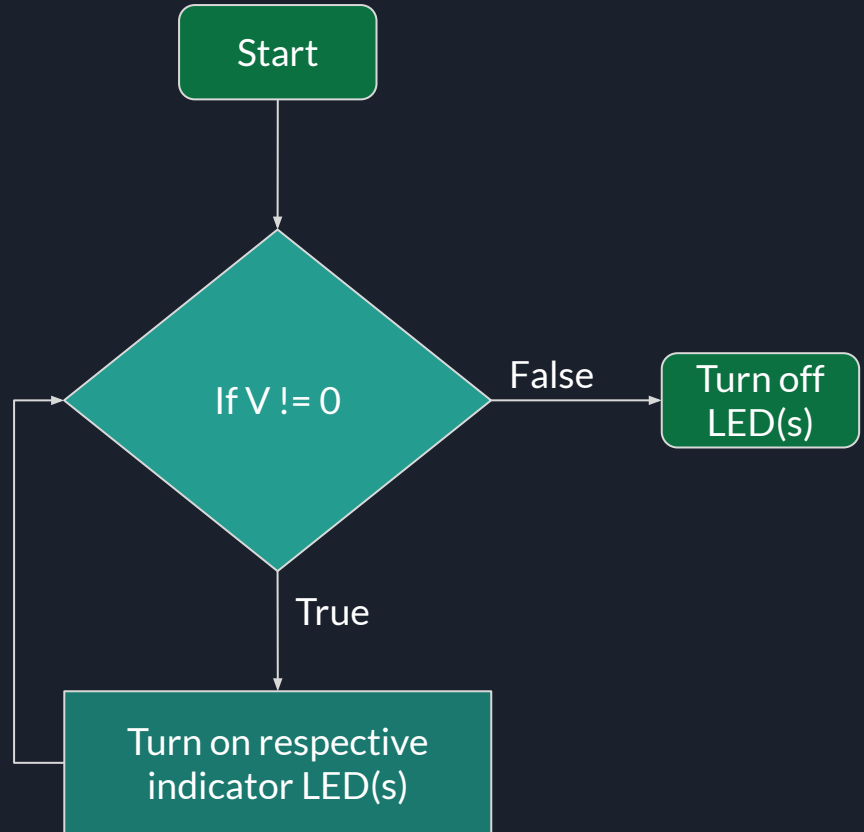 Start
If V != 0
False
Turn off
LED(s)
True
Turn on respective
indicator LED(s)